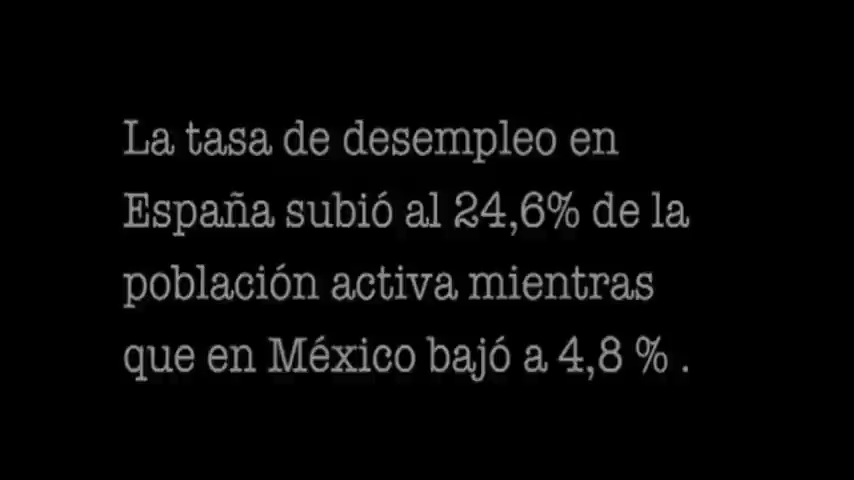 La tasa de desempleo en
España subió al 24,6% de la
población activa mientras
que en México bajó a 4,8 % .